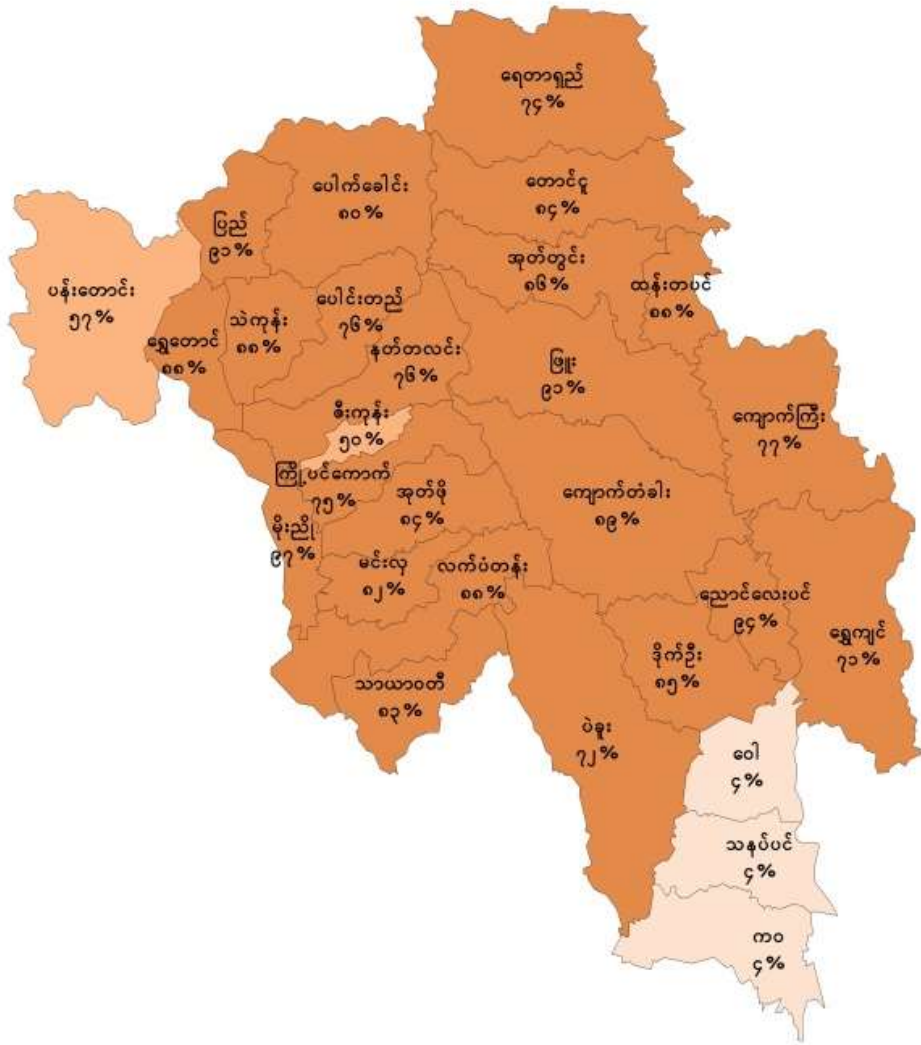 ရေတာရှည်
၇၄%
တောင်ငူ
၈၄%
ပေါက်ခေါင်း
၈၀%
ပြည်
၉၁%
အုတ်တွင်း
၈၆%
ထန်းတပင်
၈၈%
ပန်းတောင်း
၅၇%
ပေါင်းတည်
၇၆%
သဲကုန်း
၈၈%
ရွှေတောင်
၈၈%
နတ်တလင်း
၇၆%
ဖြူး
၉၁%
ကျောက်ကြီး
၇၇%
ဇီးကုန်း
၅၀%
ကြို့ပင်ကောက်
၇၅%
အုတ်ဖို
၈၄%
ကျောက်တံခါး
၈၉%
မိုးညို
၉၇%
မင်းလှ
၈၂%
လက်ပံတန်း
၈၈%
ညောင်လေးပင်
၉၄%
ရွှေကျင်
၇၁%
ဒိုက်ဦး
၈၅%
သာယာဝတီ
၈၃%
ပဲခူး
၇၂%
ဝေါ
၄%
သနပ်ပင်
၄%
ကဝ
၄%